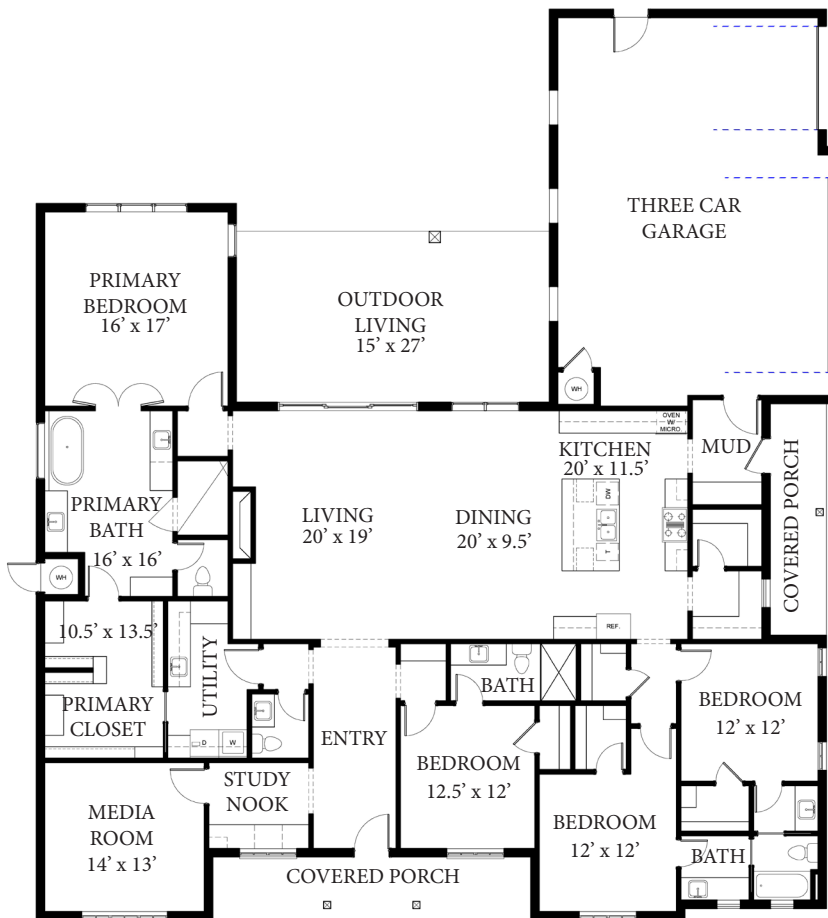 THREE CAR
GARAGE
PRIMARY
BEDROOM
16’ x 17’
OUTDOOR
LIVING
15’ x 27’
WH
OVEN
W/
MICRO.
KITCHEN
20’ x 11.5’
MUD
COVERED PORCH
DW
T
REF.
LIVING
20’ x 19’
DINING
20’ x 9.5’
PRIMARY
BATH
16’ x 16’
WH
10.5’ x 13.5’
PRIMARY
CLOSET
UTILITY
D
W
BATH
ENTRY
BEDROOM
12.5’ x 12’
BEDROOM
12’ x 12’
STUDY
NOOK
MEDIA
ROOM
14’ x 13’
BEDROOM
12’ x 12’
BATH
COVERED PORCH